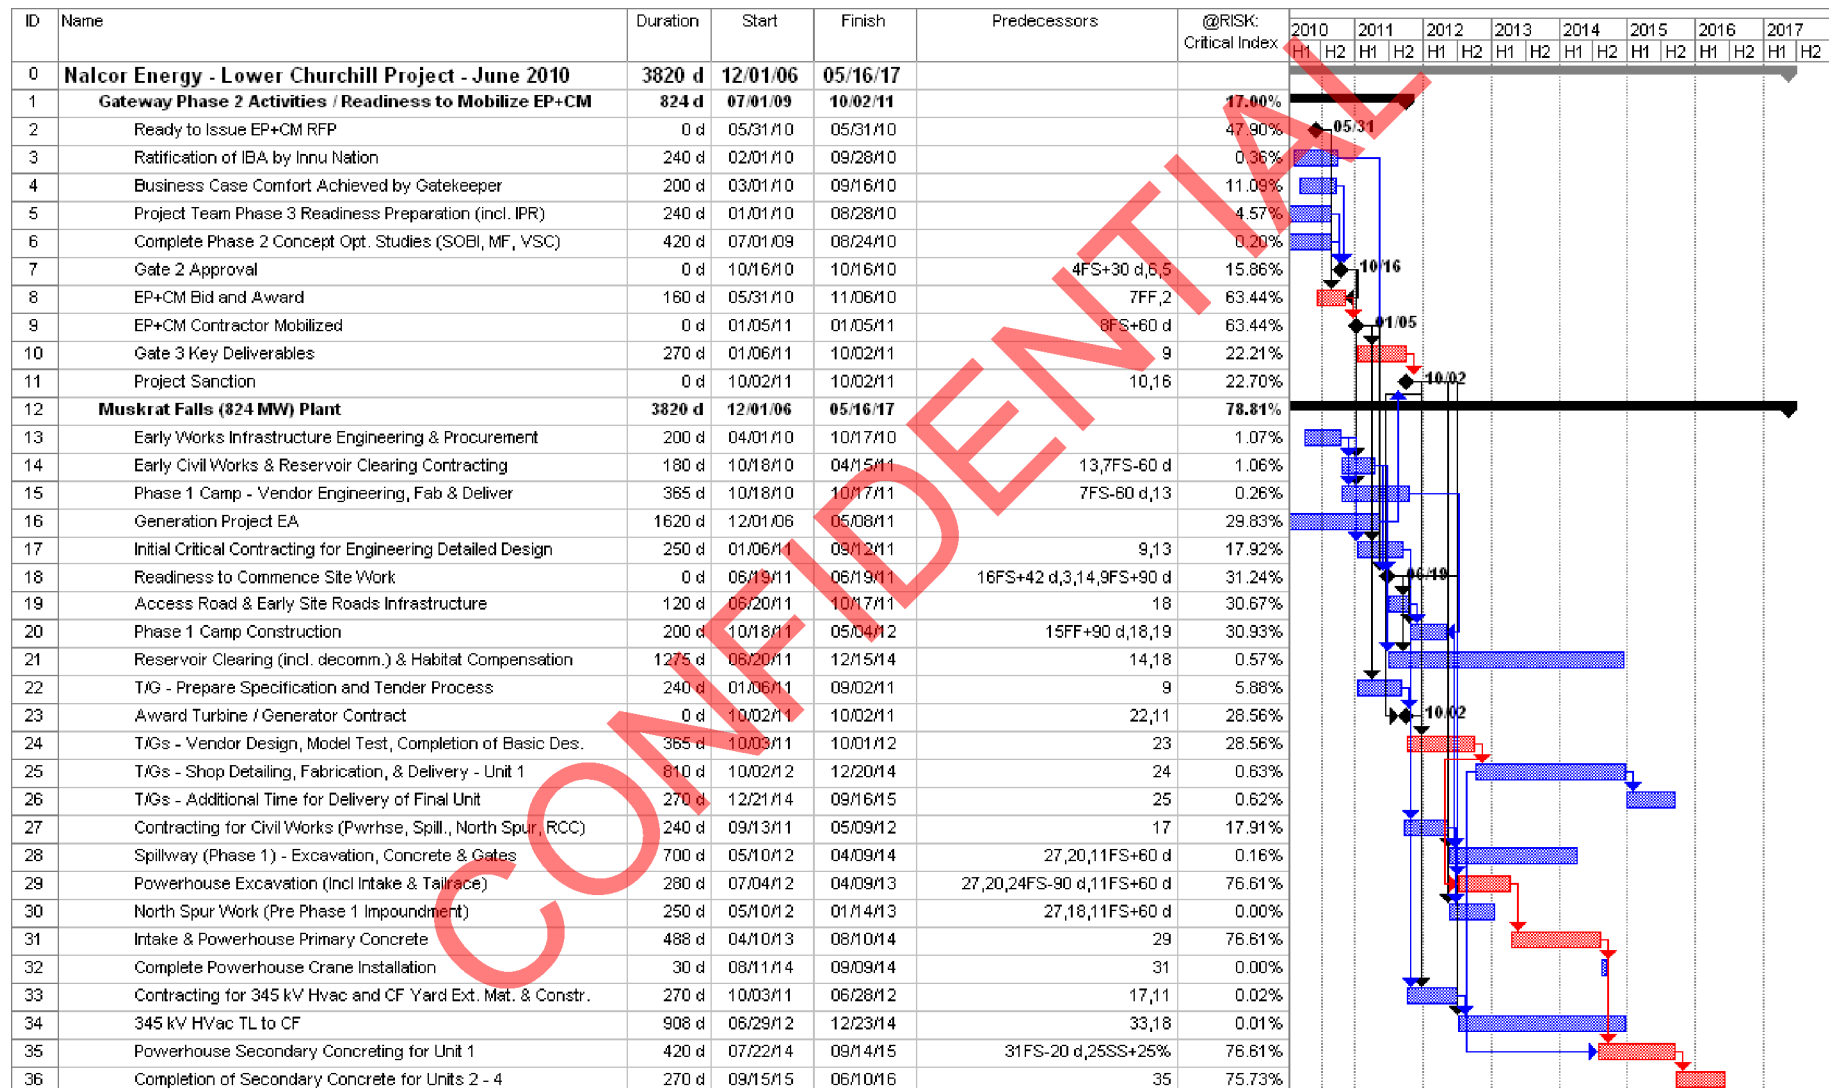 ID Name Duration Start Finish Predecessors @RISK: Critical Index 2010 2011 2012 2013 2014 2015 2016 2017
H1 H2 H1 H2 H1 H2 H1 H2 H1 H2 H1 H2 H1 H2 H1 H2
0 Nalcor Energy - Lower Churchill Project - June 2010 3820 d 12/01/06 05/16/17
1 Gateway Phase 2 Activities / Readiness to Mobilize EP+CM 824 d 07/01/09 10/02/11 17.00%
2 Ready to Issue EP+CM RFP 0 d 05/31/10 05/31/10 47.90% 05/31
3 Ratification of IBA by Innu Nation 240 d 02/01/10 09/28/10 0.36%
4 Business Case Comfort Achieved by Gatekeeper 200 d 03/01/10 09/16/10 11.09%
5 Project Team Phase 3 Readiness Preparation (incl. IPR) 240 d 01/01/10 08/28/10 4.57%
6 Complete Phase 2 Concept Opt. Studies (SOBI, MF, VSC) 420 d 07/01/09 08/24/10 0.20%
7 Gate 2 Approval 0 d 10/16/10 10/16/10 4FS+30 d,6,5 15.86% 10/16
8 EP+CM Bid and Award 160 d 05/31/10 11/06/10 7FF,2 63.44%
9 EP+CM Contractor Mobilized 0 d 01/05/11 01/05/11 8FS+60 d 63.44% 01/05
10 Gate 3 Key Deliverables 270 d 01/06/11 10/02/11 9 22.21%
11 Project Sanction 0 d 10/02/11 10/02/11 10,16 22.70% 10/02
12 Muskrat Falls (824 MW) Plant 3820 d 12/01/06 05/16/17 78.81%
13 Early Works Infrastructure Engineering & Procurement 200 d 04/01/10 10/17/10 1.07%
14 Early Civil Works & Reservoir Clearing Contracting 180 d 10/18/10 04/15/11 13,7FS-60 d 1.06%
15 Phase 1 Camp - Vendor Engineering, Fab & Deliver 365 d 10/18/10 10/17/11 7FS-60 d,13 0.26%
16 Generation Project EA 1620 d 12/01/06 05/08/11 29.83%
17 Initial Critical Contracting for Engineering Detailed Design 250 d 01/06/11 09/12/11 9,13 17.92%
18 Readiness to Commence Site Work 0 d 06/19/11 06/19/11 16FS+42 d,3,14,9FS+90 d 31.24% 06/19
19 Access Road & Early Site Roads Infrastructure 120 d 06/20/11 10/17/11 18 30.67%
20 Phase 1 Camp Construction 200 d 10/18/11 05/04/12 15FF+90 d,18,19 30.93%
21 Reservoir Clearing (incl. decomm.) & Habitat Compensation 1275 d 06/20/11 12/15/14 14,18 0.57%
22 T/G - Prepare Specification and Tender Process 240 d 01/06/11 09/02/11 9 5.88%
23 Award Turbine / Generator Contract 0 d 10/02/11 10/02/11 22,11 28.56% 10/02
24 T/Gs - Vendor Design, Model Test, Completion of Basic Des. 365 d 10/03/11 10/01/12 23 28.56%
25 T/Gs - Shop Detailing, Fabrication, & Delivery - Unit 1 810 d 10/02/12 12/20/14 24 0.63%
26 T/Gs - Additional Time for Delivery of Final Unit 270 d 12/21/14 09/16/15 25 0.62%
27 Contracting for Civil Works (Pwrhse, Spill., North Spur, RCC) 240 d 09/13/11 05/09/12 17 17.91%
28 Spillway (Phase 1) - Excavation, Concrete & Gates 700 d 05/10/12 04/09/14 27,20,11FS+60 d 0.16%
29 Powerhouse Excavation (Incl Intake & Tailrace) 280 d 07/04/12 04/09/13 27,20,24FS-90 d,11FS+60 d 76.61%
30 North Spur Work (Pre Phase 1 Impoundment) 250 d 05/10/12 01/14/13 27,18,11FS+60 d 0.00%
31 Intake & Powerhouse Primary Concrete 488 d 04/10/13 08/10/14 29 76.61%
32 Complete Powerhouse Crane Installation 30 d 08/11/14 09/09/14 31 0.00%
33 Contracting for 345 kV Hvac and CF Yard Ext. Mat. & Constr. 270 d 10/03/11 06/28/12 17,11 0.02%
34 345 kV HVac TL to CF 908 d 06/29/12 12/23/14 33,18 0.01%
35 Powerhouse Secondary Concreting for Unit 1 420 d 07/22/14 09/14/15 31FS-20 d,25SS+25% 76.61%
36 Completion of Secondary Concrete for Units 2 - 4 270 d 09/15/15 06/10/16 35 75.73%
CONFIDENTIAL